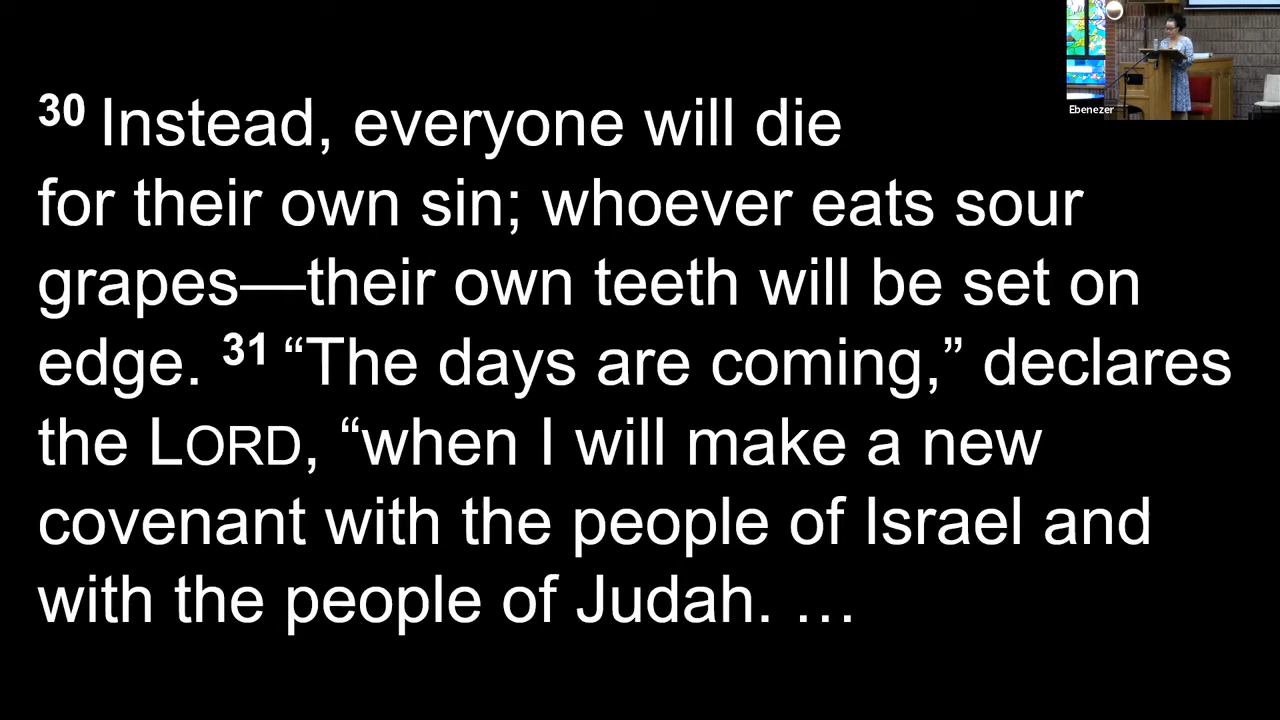 30 Instead, everyone will die
for their own sin; whoever eats sour
grapes—their own teeth will be set on
edge. 31 “The days are coming,” declares
the LORD, “when I will make a new
covenant with the people of Israel and
with the people of Judah. …
Ebenezer